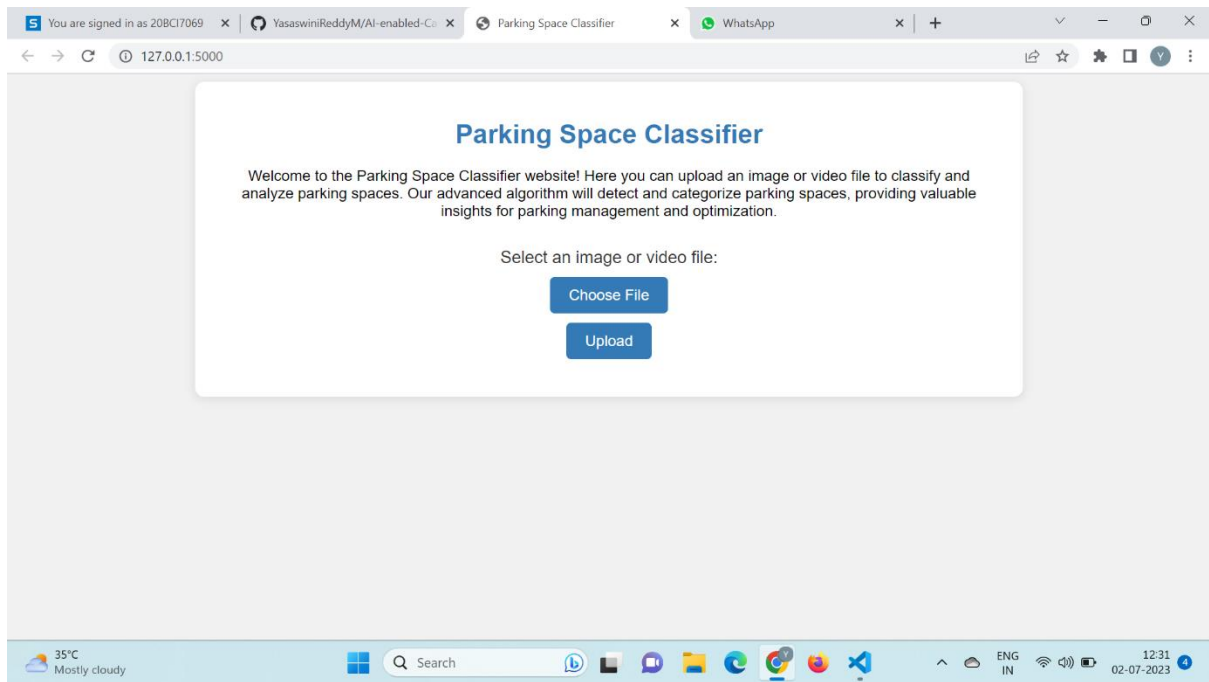 You are signed in as 20BCI7069
YasaswiniReddyM/AI-enabled-Ca
Parking Space Classifier
WhatsApp
127.0.0.1:5000
Y
Parking Space Classifier
Welcome to the Parking Space Classifier website! Here you can upload an image or video file to classify and
analyze parking spaces. Our advanced algorithm will detect and categorize parking spaces, providing valuable
insights for parking management and optimization.
Select an image or video file:
Choose File
Upload
35°C
Mostly cloudy
Search
ENG
IN
12:31
02-07-2023
4